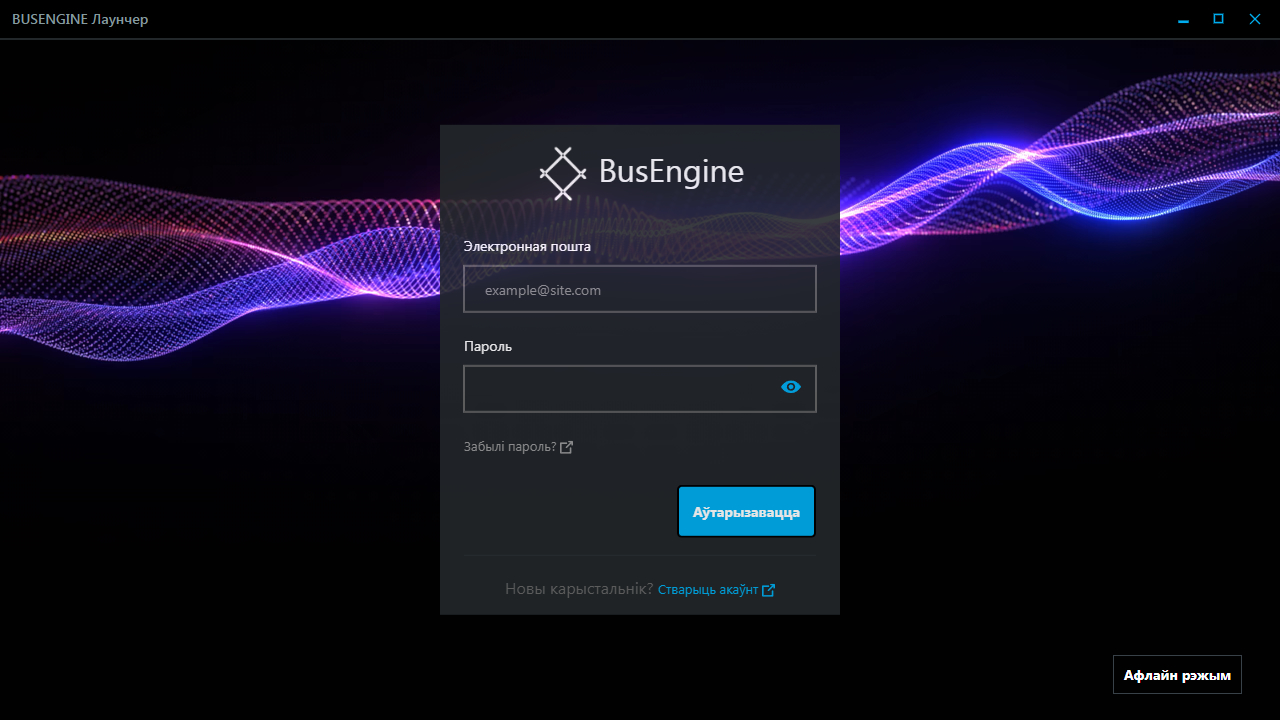 BUSENGINE Лаунчер
BusEngine
Электронная пошта
example@site.com
Пароль
Забылі пароль?
Аўтарызавацца
Новы карыстальнік? Стварыць акаўнт
Афлайн рэжым